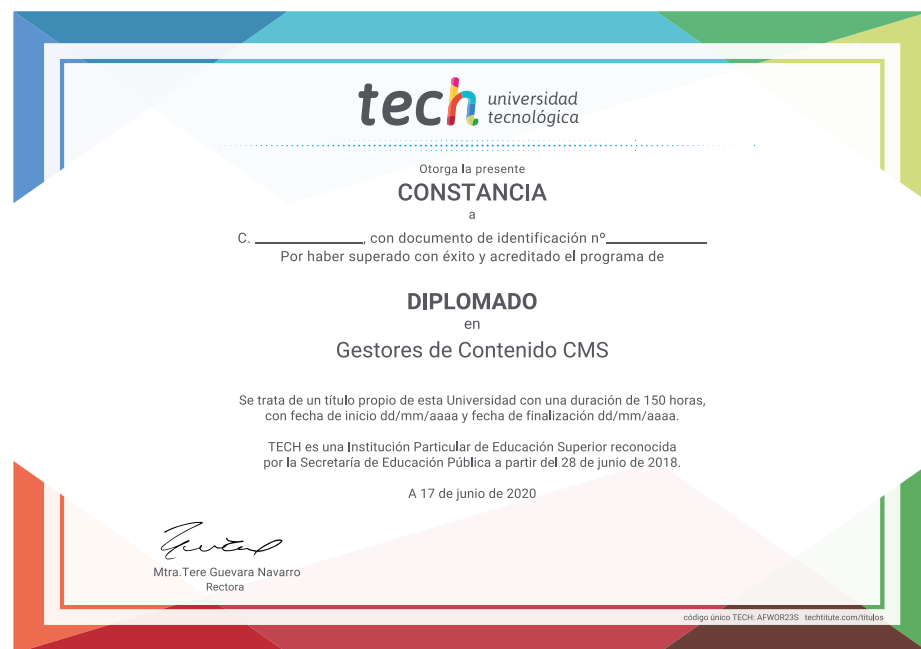 tech universidad
tecnológica
Otorga la presente
CONSTANCIA
a
C. ____________, con documento de identificación nº____________
Por haber superado con éxito y acreditado el programa de
DIPLOMADO
en
Gestores de Contenido CMS
Se trata de un título propio de esta Universidad con una duración de 150 horas,
con fecha de inicio dd/mm/aaaa y fecha de finalización dd/mm/aaaa.
TECH es una Institución Particular de Educación Superior reconocida
por la Secretaría de Educación Pública a partir del 28 de junio de 2018.
A 17 de junio de 2020
Mtra.Tere Guevara Navarro
Rectora
código único TECH: AFWOR23S techtitute.com/titulos